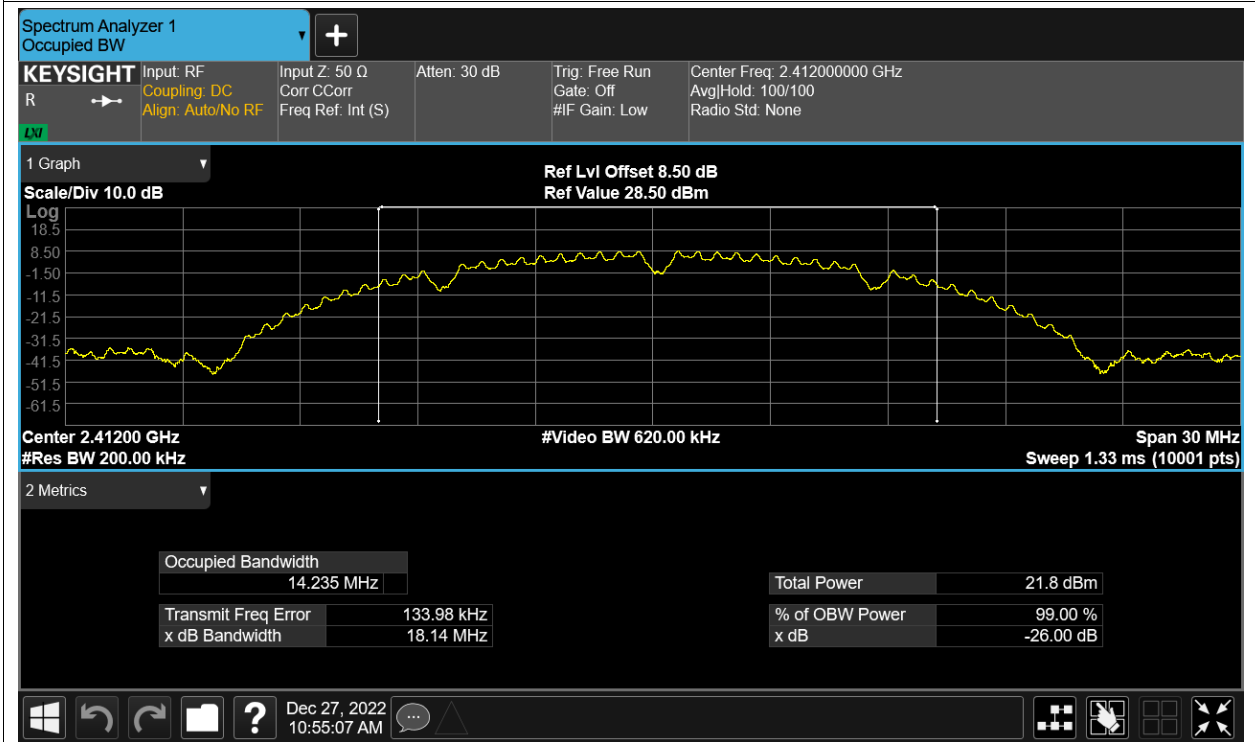 Spectrum Analyzer 1
Occupied BW
KEYSIGHT
R
LXI
Input: RF
Coupling: DC
Align: Auto/No RF
Input Z: 50 Ω
Corr CCorr
Freq Ref: Int (S)
Atten: 30 dB
Trig: Free Run
Gate: Off
#IF Gain: Low
Center Freq: 2.412000000 GHz
Avg|Hold: 100/100
Radio Std: None
1 Graph
Scale/Div 10.0 dB
Ref Lvl Offset 8.50 dB
Ref Value 28.50 dBm
Log
18.5
8.50
-1.50
-11.5
-21.5
-31.5
-41.5
-51.5
-61.5
Center 2.41200 GHz
#Res BW 200.00 kHz
#Video BW 620.00 kHz
Span 30 MHz
Sweep 1.33 ms (10001 pts)
2 Metrics
Occupied Bandwidth
14.235 MHz
Transmit Freq Error 133.98 kHz
x dB Bandwidth 18.14 MHz
Total Power 21.8 dBm
% of OBW Power 99.00 %
x dB -26.00 dB
?
Dec 27, 2022
10:55:07 AM